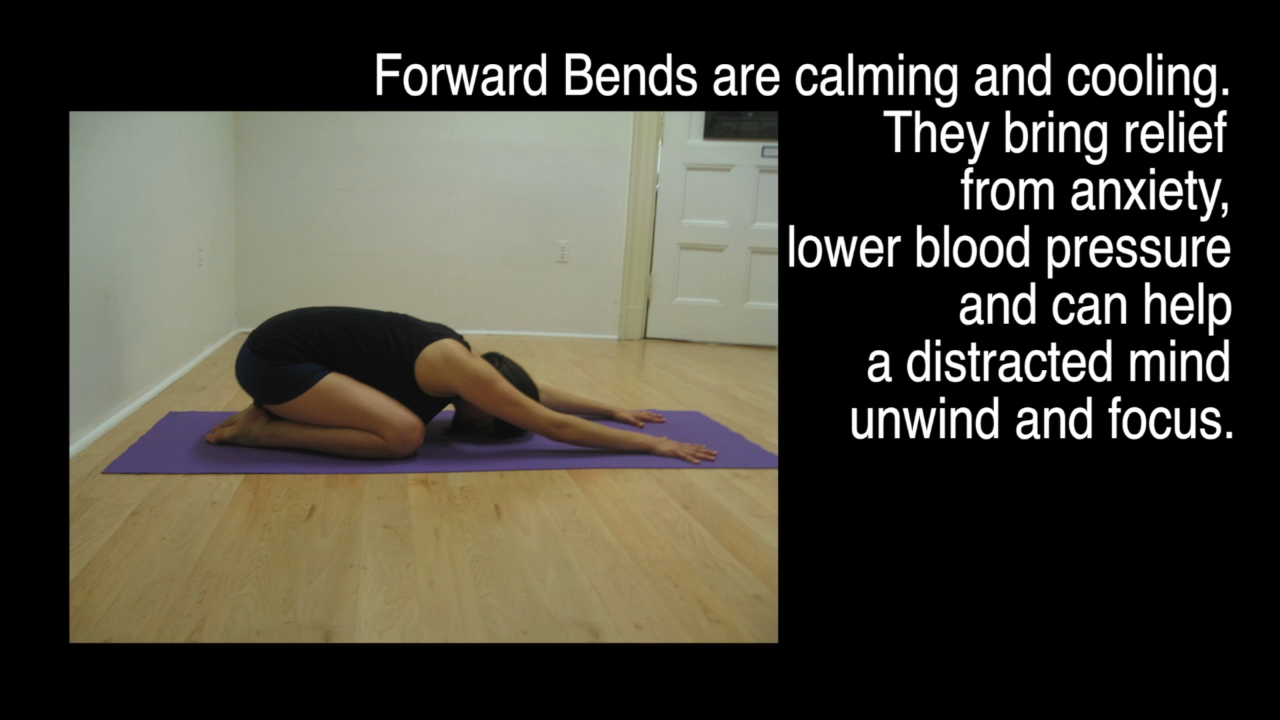 Forward Bends are calming and cooling.
They bring relief
from anxiety,
lower blood pressure
and can help
a distracted mind
unwind and focus.